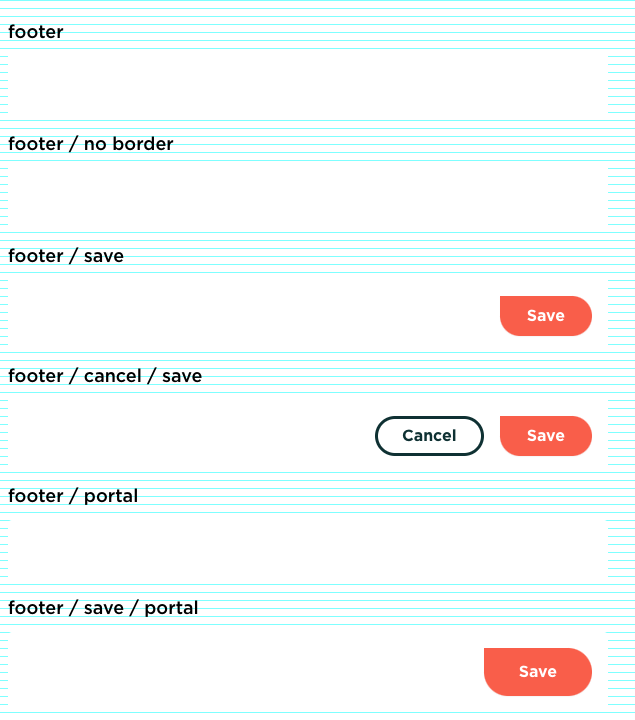 footer
footer / no border
footer / save
Save
footer / cancel / save
Cancel Save
footer / portal
footer / save / portal
Save